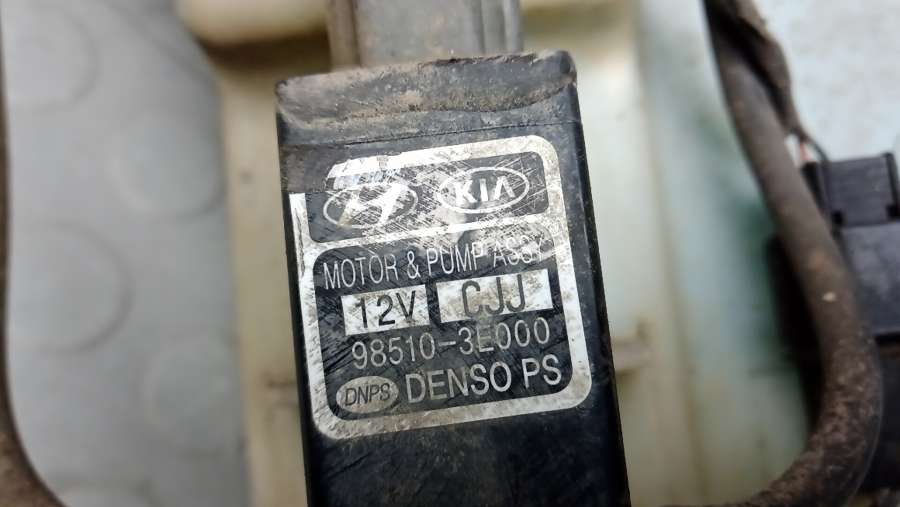 KIA
MOTOR & PUMP ASSY
12V CJJ
98510-3E000
DNPS DENSO PS